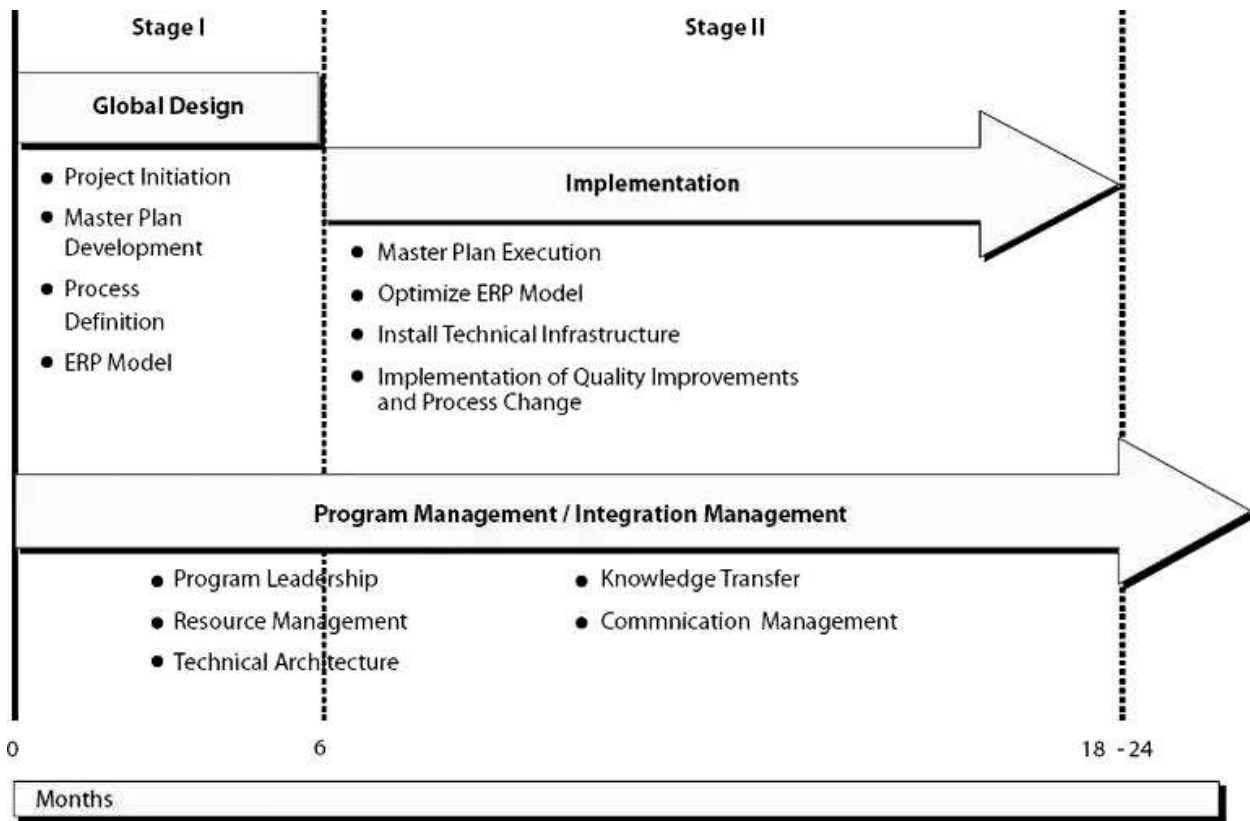 Stage I
Stage II
Global Design
• Project Initiation
• Master Plan
Development
• Process
Definition
• ERP Model
Implementation
• Master Plan Execution
• Optimize ERP Model
• Install Technical Infrastructure
• Implementation of Quality Improvements
and Process Change
Program Management / Integration Management
• Program Leadership
• Resource Management
• Technical Architecture
• Knowledge Transfer
• Commnication Management
0
6
18 - 24
Months